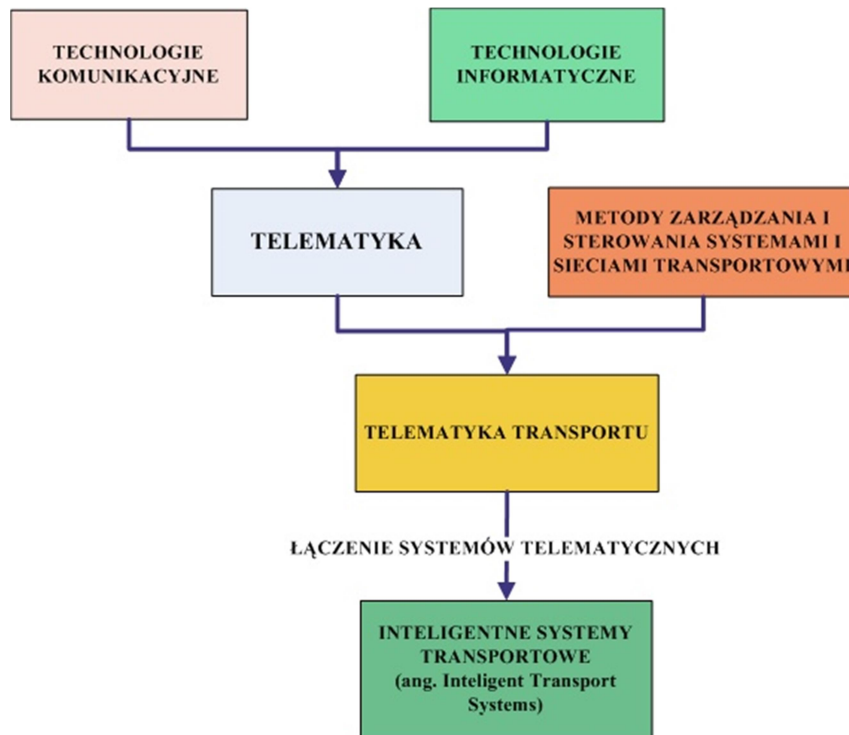 TECHNOLOGIE
KOMUNIKACYJNE
TECHNOLOGIE
INFORMATYCZNE
TELEMATYKA
METODY ZARZĄDZANIA I
STEROWANIA SYSTEMAMI I
SIECIAMI TRANSPORTOWYMI
TELEMATYKA TRANSPORTU
ŁĄCZENIE SYSTEMÓW TELEMATYCZNYCH
INTELIGENTNE SYSTEMY
TRANSPORTOWE
(ang. Inteligent Transport
Systems)